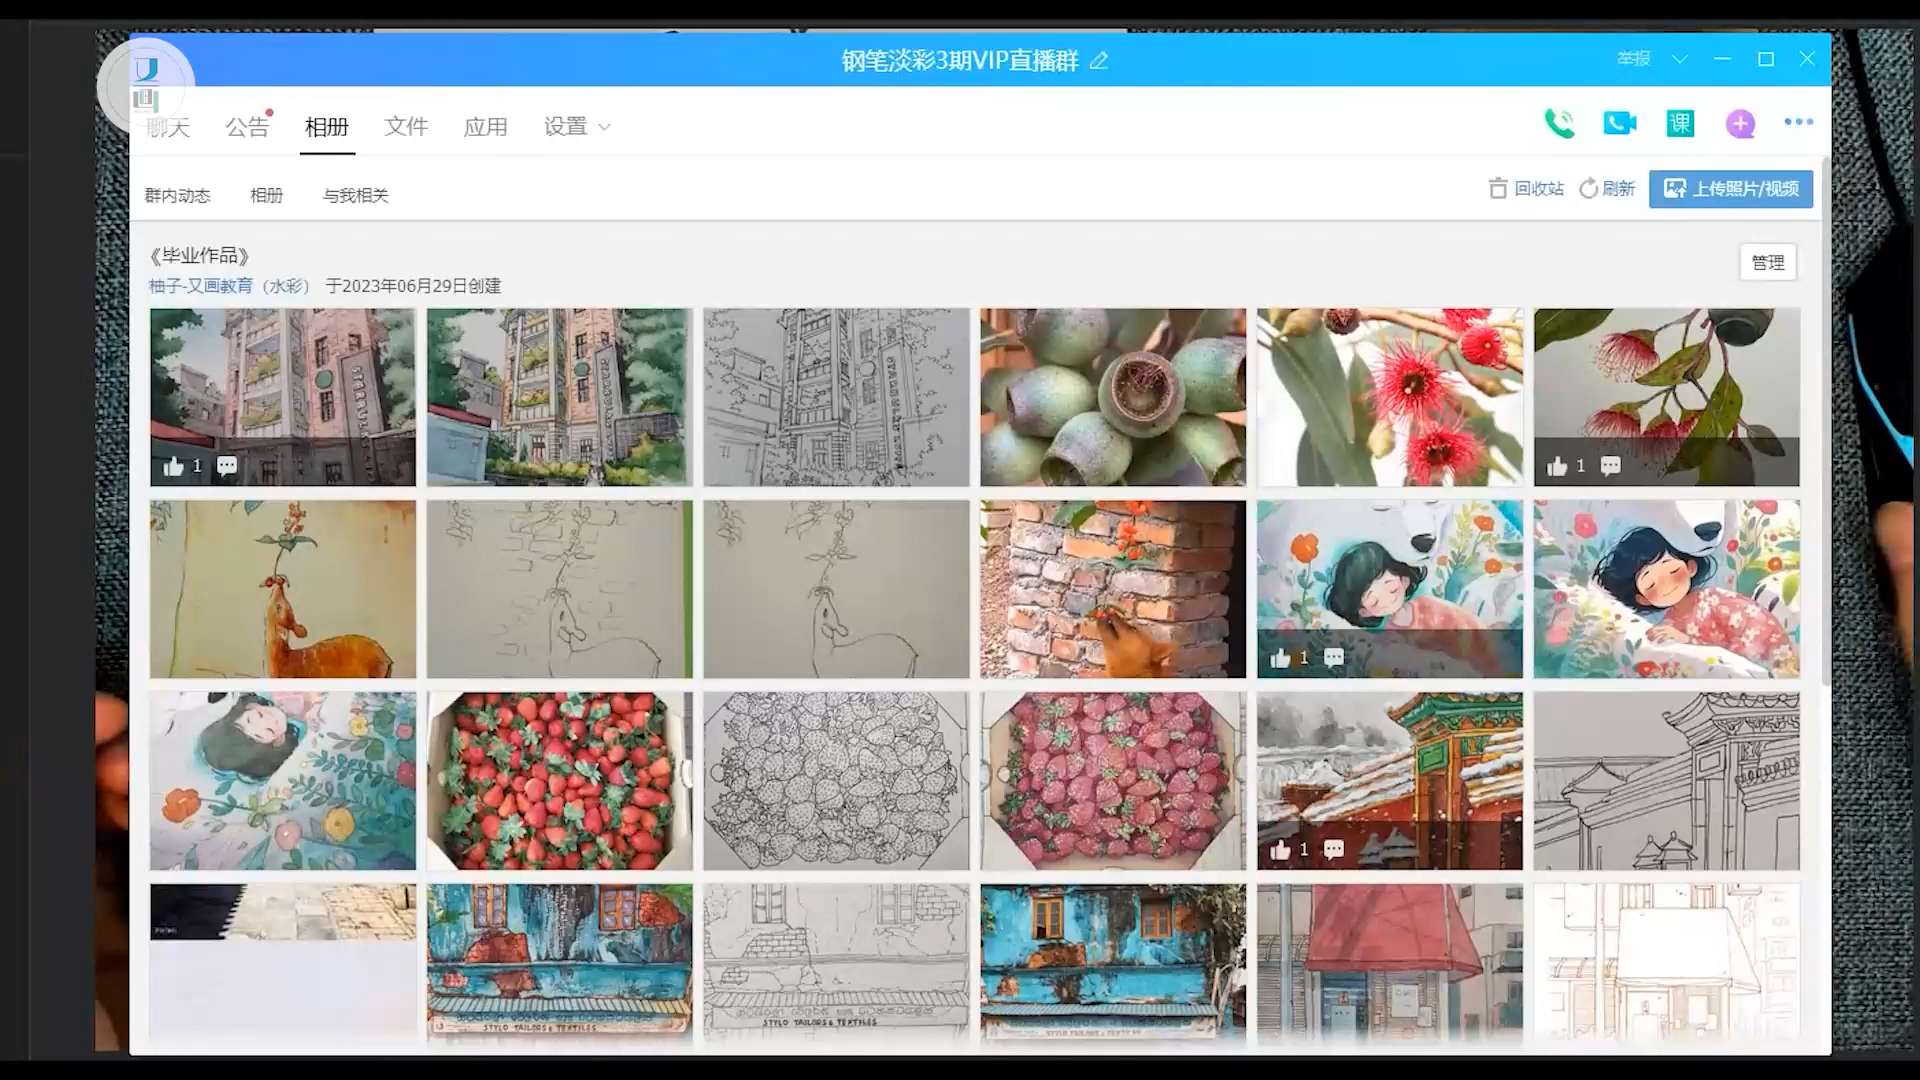 钢笔淡彩3期VIP直播群
举报
聊天 公告 相册 文件 应用 设置
课
群内动态 相册 与我相关
回收站 刷新 上传照片/视频
《毕业作品》
管理
柚子-又画教育（水彩） 于2023年06月29日创建
1
1
1
1
STYLO TAILORS & TEXTILES
STYLO TAILORS & TEXTILES
STYLO TAILORS & TEXTILES